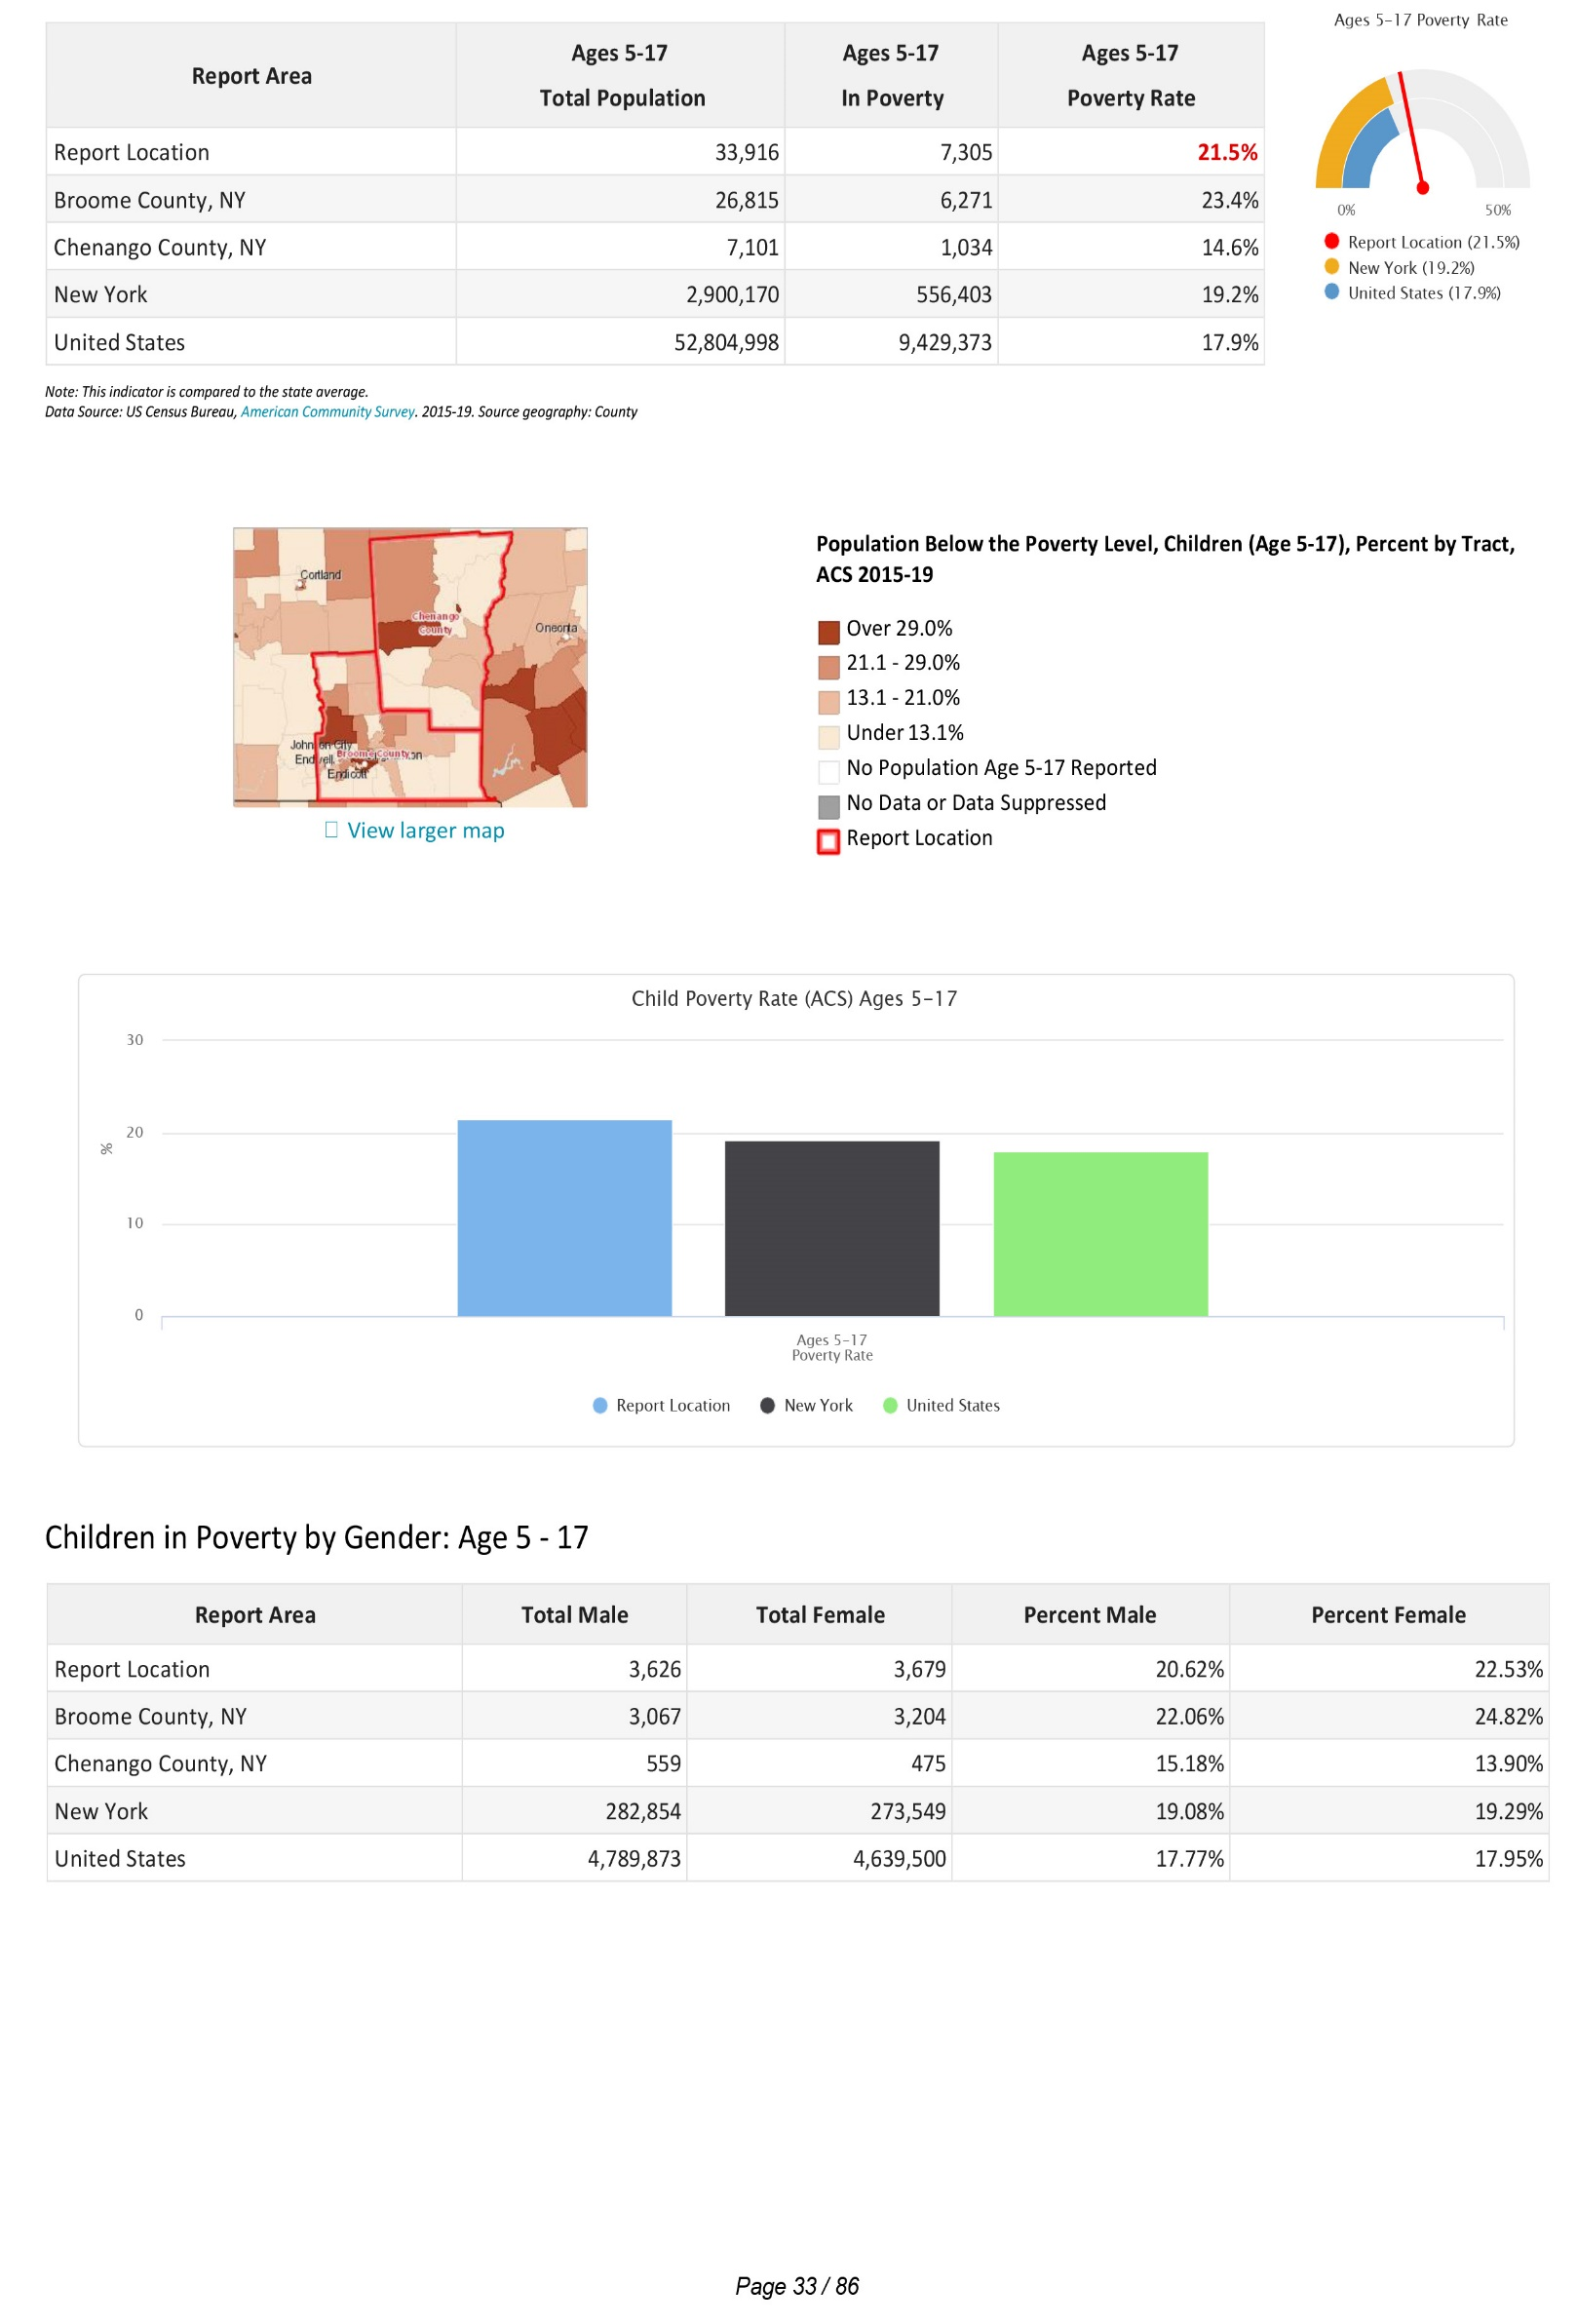 Report Area
Ages 5-17
Total Population
Ages 5-17
In Poverty
Ages 5-17
Poverty Rate
Report Location 33,916 7,305 21.5%
Broome County, NY 26,815 6,271 23.4%
Chenango County, NY 7,101 1,034 14.6%
New York 2,900,170 556,403 19.2%
United States 52,804,998 9,429,373 17.9%
Ages 5-17 Poverty Rate
0% 50%
Report Location (21.5%)
New York (19.2%)
United States (17.9%)
Note: This indicator is compared to the state average.
Data Source: US Census Bureau, American Community Survey. 2015-19. Source geography: County
Cortland
Chenango
County
Oneonta
Broome County
Endicott
View larger map
Population Below the Poverty Level, Children (Age 5-17), Percent by Tract,
ACS 2015-19
Over 29.0%
21.1 - 29.0%
13.1 - 21.0%
Under 13.1%
No Population Age 5-17 Reported
No Data or Data Suppressed
Report Location
Child Poverty Rate (ACS) Ages 5-17
%
30
20
10
0
Ages 5-17
Poverty Rate
Report Location New York United States
Children in Poverty by Gender: Age 5 - 17
Report Area Total Male Total Female Percent Male Percent Female
Report Location 3,626 3,679 20.62% 22.53%
Broome County, NY 3,067 3,204 22.06% 24.82%
Chenango County, NY 559 475 15.18% 13.90%
New York 282,854 273,549 19.08% 19.29%
United States 4,789,873 4,639,500 17.77% 17.95%
Page 33 / 86